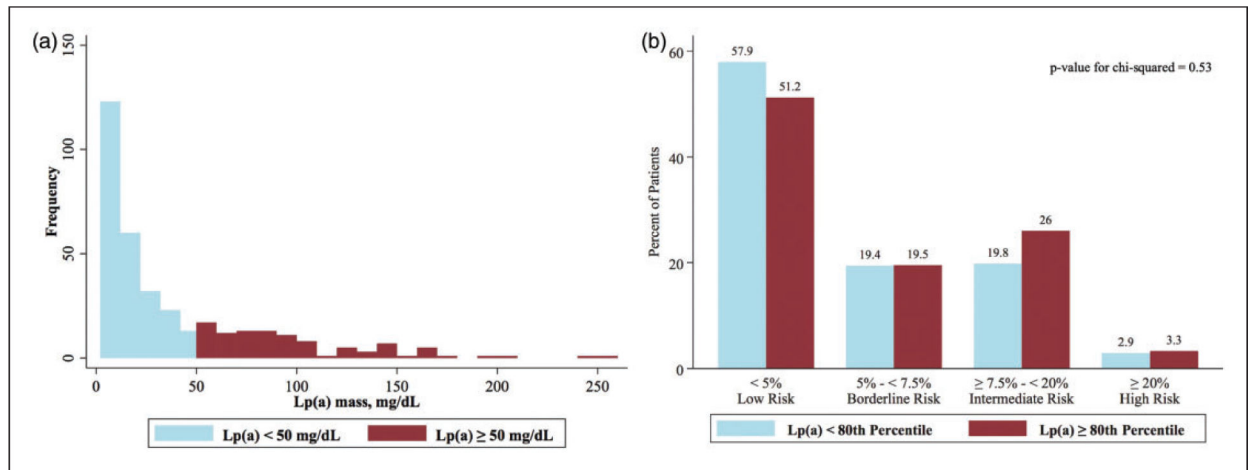 (a)
150
100
50
0
Frequency
0 50 100 150 200 250
Lp(a) mass, mg/dL
Lp(a) < 50 mg/dL Lp(a) ≥ 50 mg/dL
(b)
60
40
20
0
Percent of Patients
p-value for chi-squared = 0.53
57.9 51.2
19.4 19.5
19.8 26
2.9 3.3
< 5% 5% - < 7.5% ≥ 7.5% - < 20% ≥ 20%
Low Risk Borderline Risk Intermediate Risk High Risk
Lp(a) < 80th Percentile Lp(a) ≥ 80th Percentile